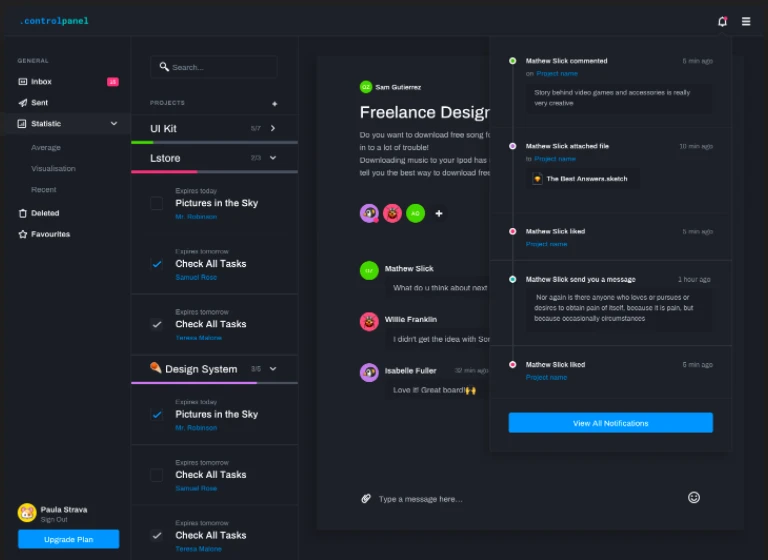 .controlpanel
GENERAL
Inbox
Sent
Statistic
Average
Visualisation
Recent
Deleted
Favourites
Paula Strava
Sign Out
Upgrade Plan
Search...
PROJECTS +
UI Kit 5/7
Lstore 2/3
Expires today
Pictures in the Sky
Mr. Robinson
Expires tomorrow
Check All Tasks
Samuel Rose
Expires tomorrow
Check All Tasks
Teresa Malone
Design System 3/5
Expires today
Pictures in the Sky
Mr. Robinson
Expires tomorrow
Check All Tasks
Samuel Rose
Expires tomorrow
Check All Tasks
Teresa Malone
Sam Gutierrez
Freelance Design
Do you want to download free song fo
in to a lot of trouble!
Downloading music to your Ipod has
tell you the best way to download free
AG
+
Mathew Slick
What do u think about next
Willie Franklin
I didn't get the idea with Son
Isabelle Fuller 32 min ago
Love it! Great board!🙌
Type a message here...
Mathew Slick commented 5 min ago
on Project name
Story behind video games and accessories is really
very creative
Mathew Slick attached file 10 min ago
to Project name
The Best Answers.sketch
Mathew Slick liked 5 min ago
Project name
Mathew Slick send you a message 1 hour ago
Nor again is there anyone who loves or pursues or
desires to obtain pain of itself, because it is pain, but
because occasionally circumstances
Mathew Slick liked 5 min ago
Project name
View All Notifications